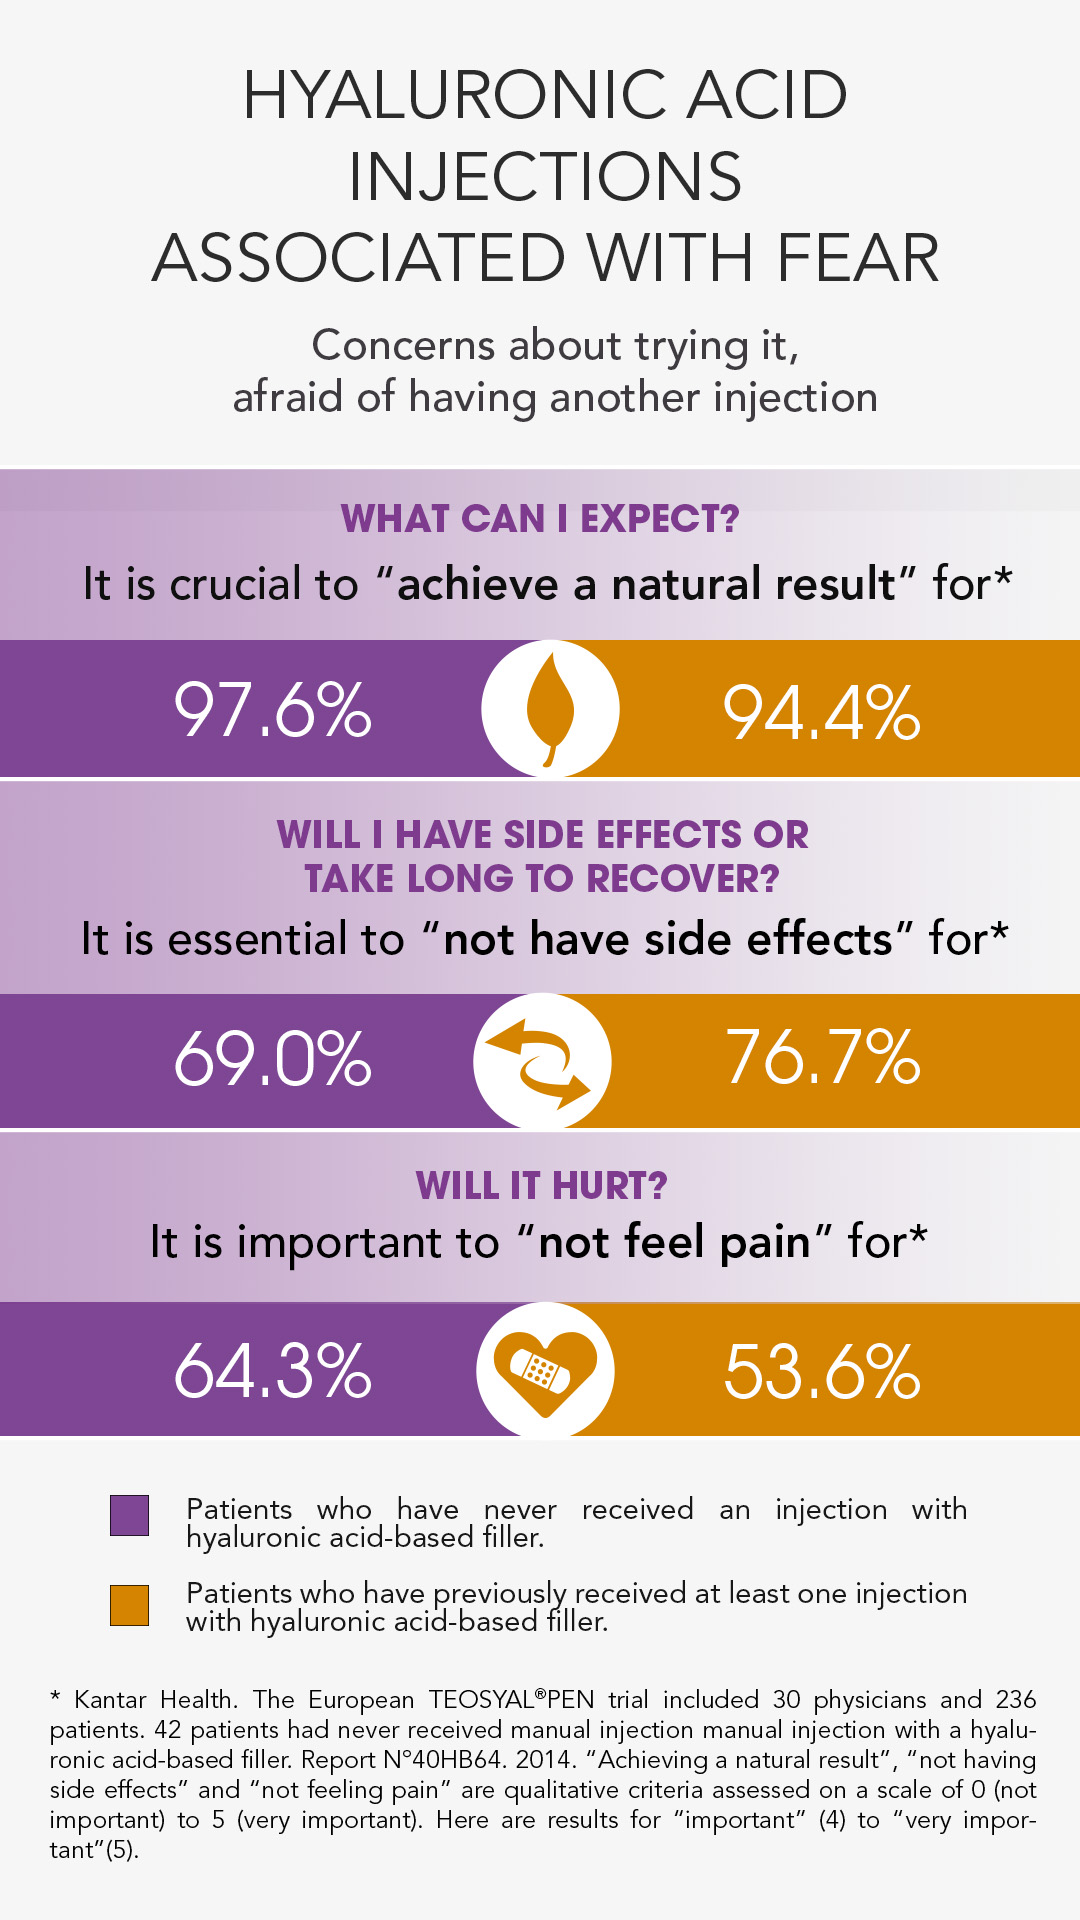 HYALURONIC ACID
INJECTIONS
ASSOCIATED WITH FEAR
Concerns about trying it,
afraid of having another injection
WHAT CAN I EXPECT?
It is crucial to “achieve a natural result” for*
97.6% 94.4%
WILL I HAVE SIDE EFFECTS OR
TAKE LONG TO RECOVER?
It is essential to “not have side effects” for*
69.0% 76.7%
WILL IT HURT?
It is important to “not feel pain” for*
64.3% 53.6%
Patients who have never received an injection with
hyaluronic acid-based filler.
Patients who have previously received at least one injection
with hyaluronic acid-based filler.
* Kantar Health. The European TEOSYAL®PEN trial included 30 physicians and 236
patients. 42 patients had never received manual injection manual injection with a hyalu-
ronic acid-based filler. Report Nº40HB64. 2014. “Achieving a natural result”, “not having
side effects” and “not feeling pain” are qualitative criteria assessed on a scale of 0 (not
important) to 5 (very important). Here are results for “important” (4) to “very impor-
tant”(5).